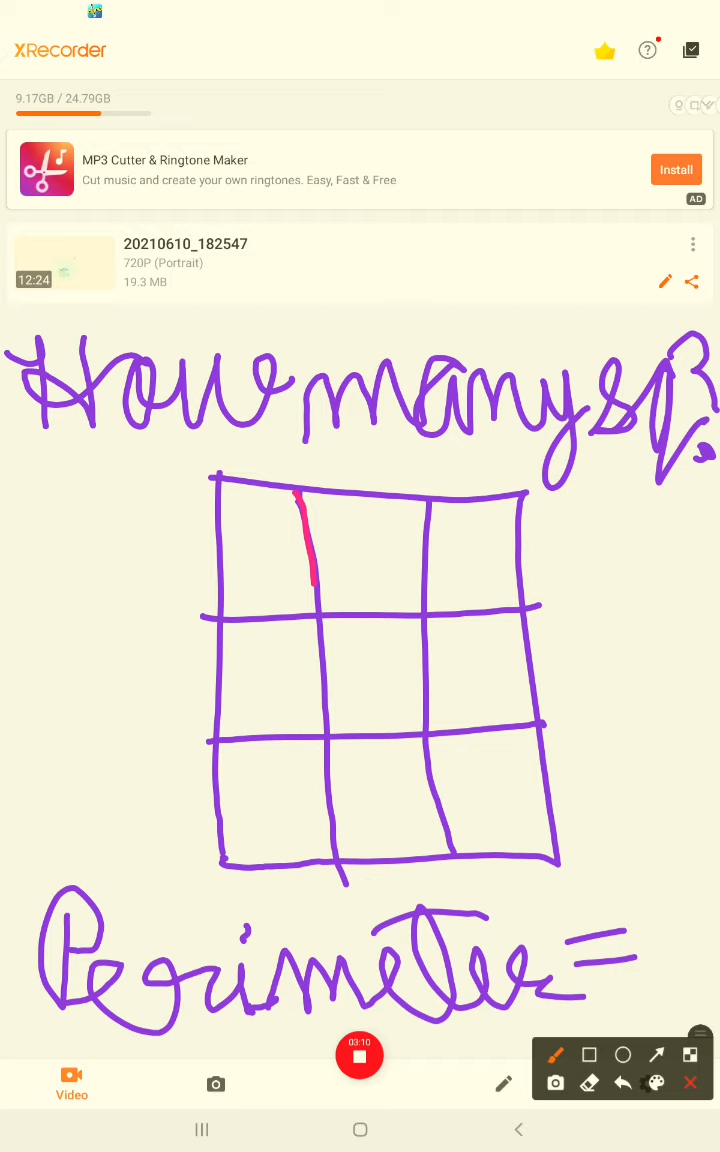 XRecorder
9.17GB / 24.79GB
MP3 Cutter & Ringtone Maker
Cut music and create your own ringtones. Easy, Fast & Free
Install
AD
20210610_182547
720P (Portrait)
12:24
19.3 MB
How many sq?
Perimeter =
03:10
Video